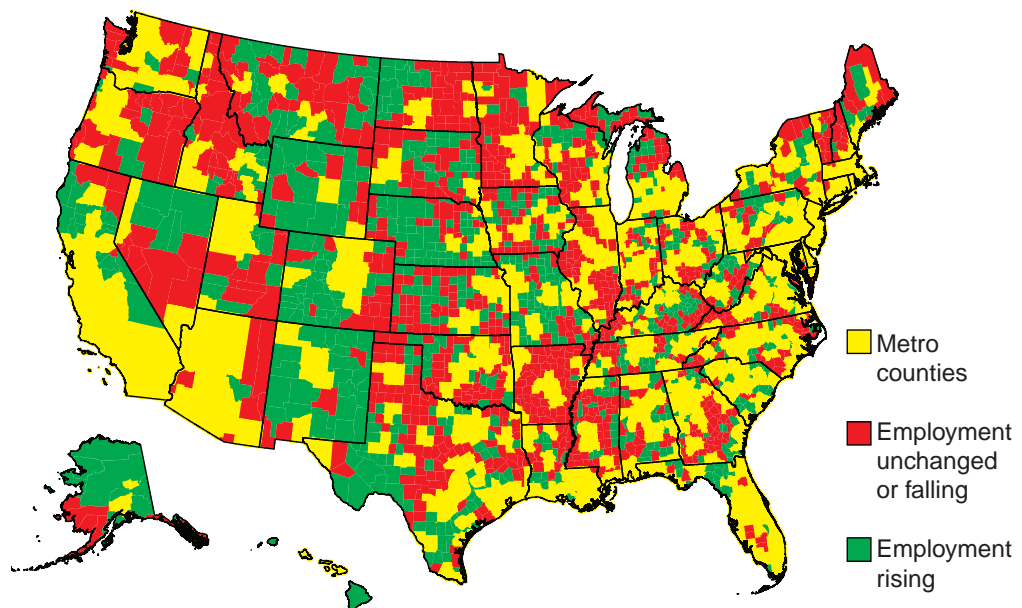 Metro
counties
Employment
unchanged
or falling
Employment
rising